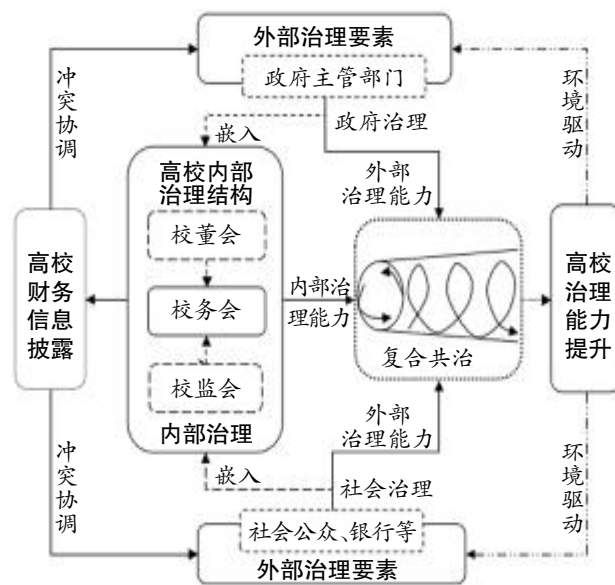 外部治理要素
政府主管部门
冲突协调
环境驱动
嵌入
政府治理
高校内部
治理结构
外部
治理能力
校董会
高校
财务
信息
披露
校务会
内部治
理能力
复合共治
高校
治理
能力
提升
校监会
内部治理
外部
治理能力
冲突协调
嵌入
社会治理
环境驱动
社会公众、银行等
外部治理要素